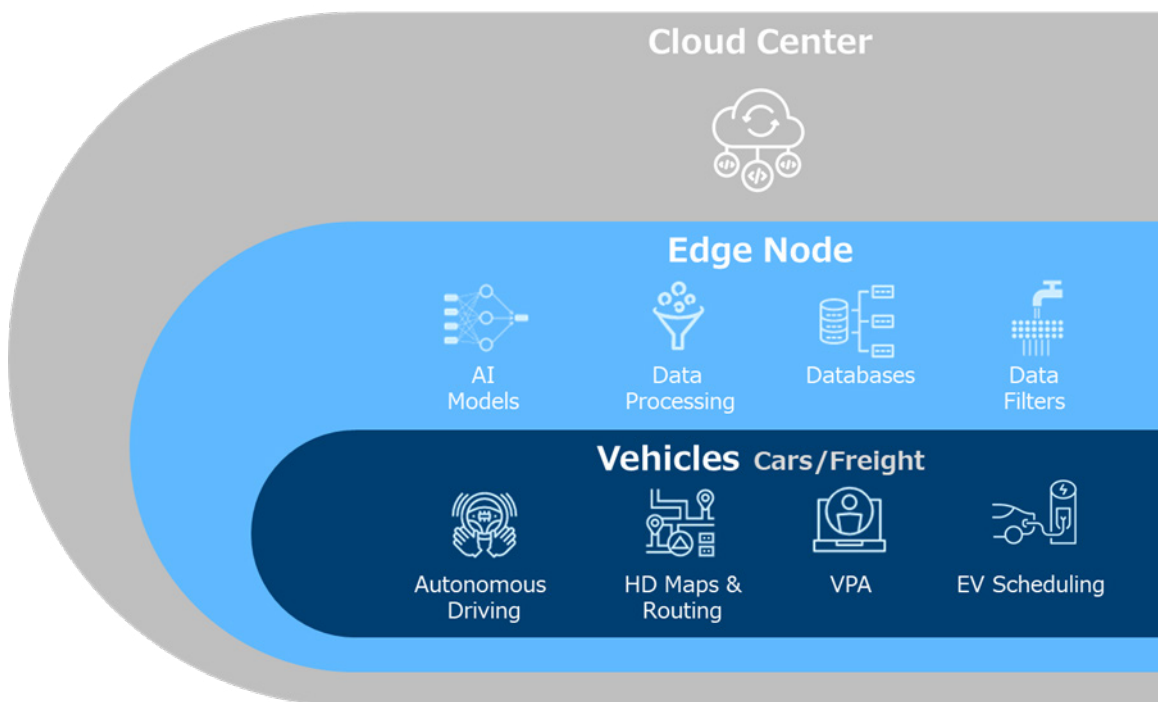 Cloud Center
Edge Node
AI
Models
Data
Processing
Databases
Data
Filters
Vehicles Cars/Freight
Autonomous
Driving
HD Maps &
Routing
VPA
EV Scheduling